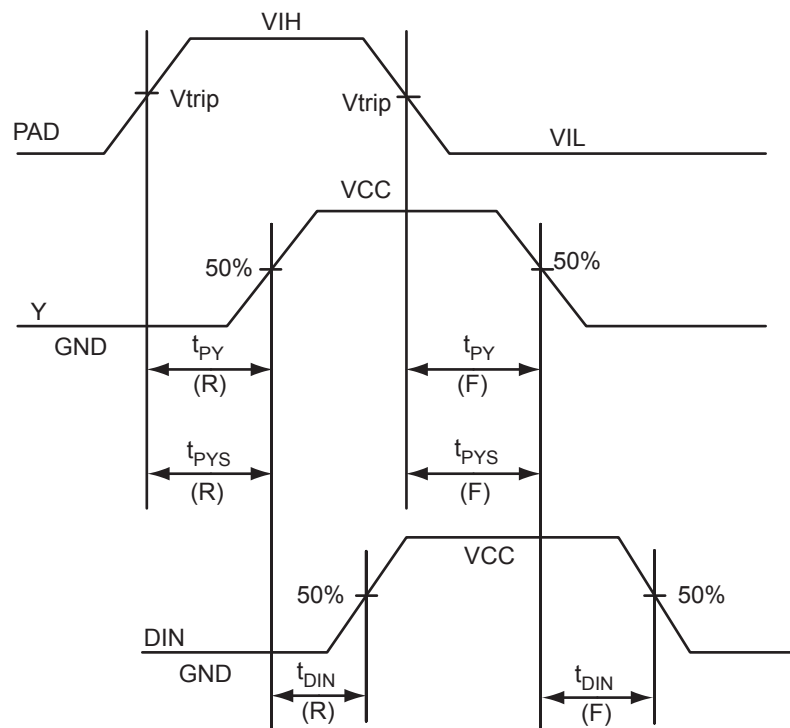 VIH
Vtrip
Vtrip
PAD
VIL
VCC
50%
50%
Y
GND
tPY
(R)
tPY
(F)
tPYS
(R)
tPYS
(F)
VCC
50%
50%
DIN
GND
tDIN
(R)
tDIN
(F)